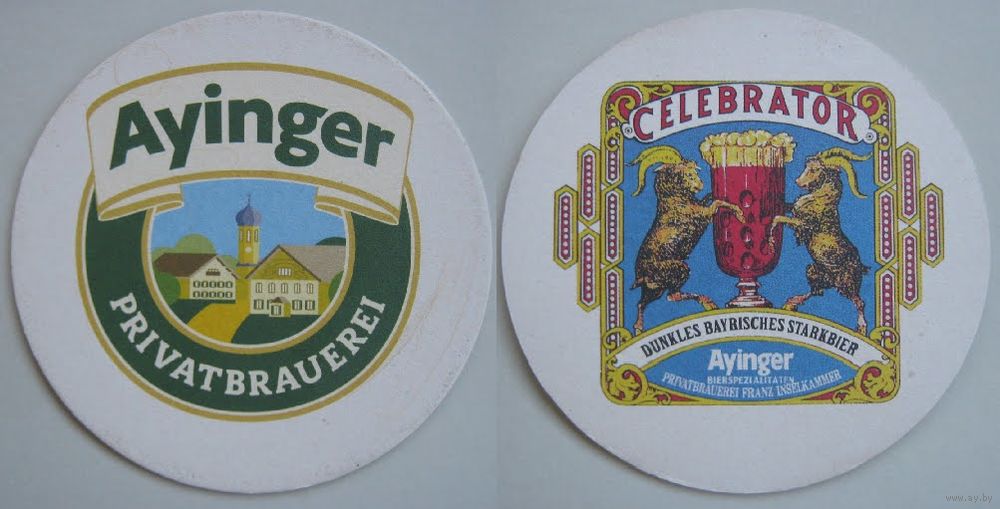 Ayinger
PRIVATBRAUEREI
CELEBRATOR
DUNKLES BAYRISCHES STARKBIER
Ayinger
BIERSPEZIALITÄTEN
PRIVATBRAUEREI FRANZ INSELKAMMER
www.ay.by